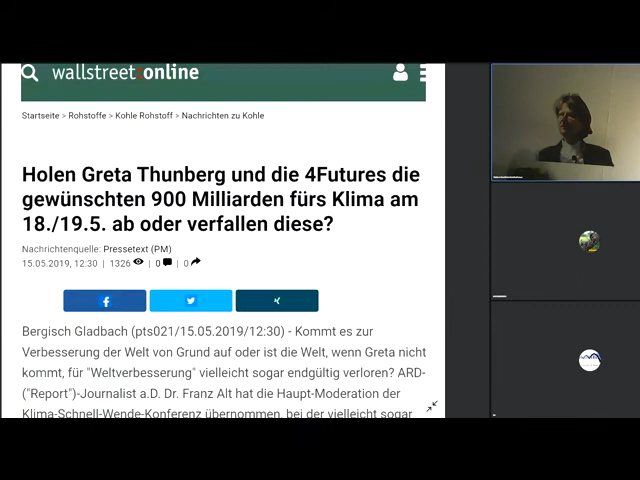 wallstreet:online
Startseite > Rohstoffe > Kohle Rohstoff > Nachrichten zu Kohle
Holen Greta Thunberg und die 4Futures die
gewünschten 900 Milliarden fürs Klima am
18./19.5. ab oder verfallen diese?
Nachrichtenquelle: Pressetext (PM)
15.05.2019, 12:30 | 1326 | 0 | 0
Bergisch Gladbach (pts021/15.05.2019/12:30) - Kommt es zur
Verbesserung der Welt von Grund auf oder ist die Welt, wenn Greta nicht
kommt, für "Weltverbesserung" vielleicht sogar endgültig verloren? ARD-
("Report")-Journalist a.D. Dr. Franz Alt hat die Haupt-Moderation der
Klima-Schnell-Wende-Konferenz übernommen, bei der vielleicht sogar